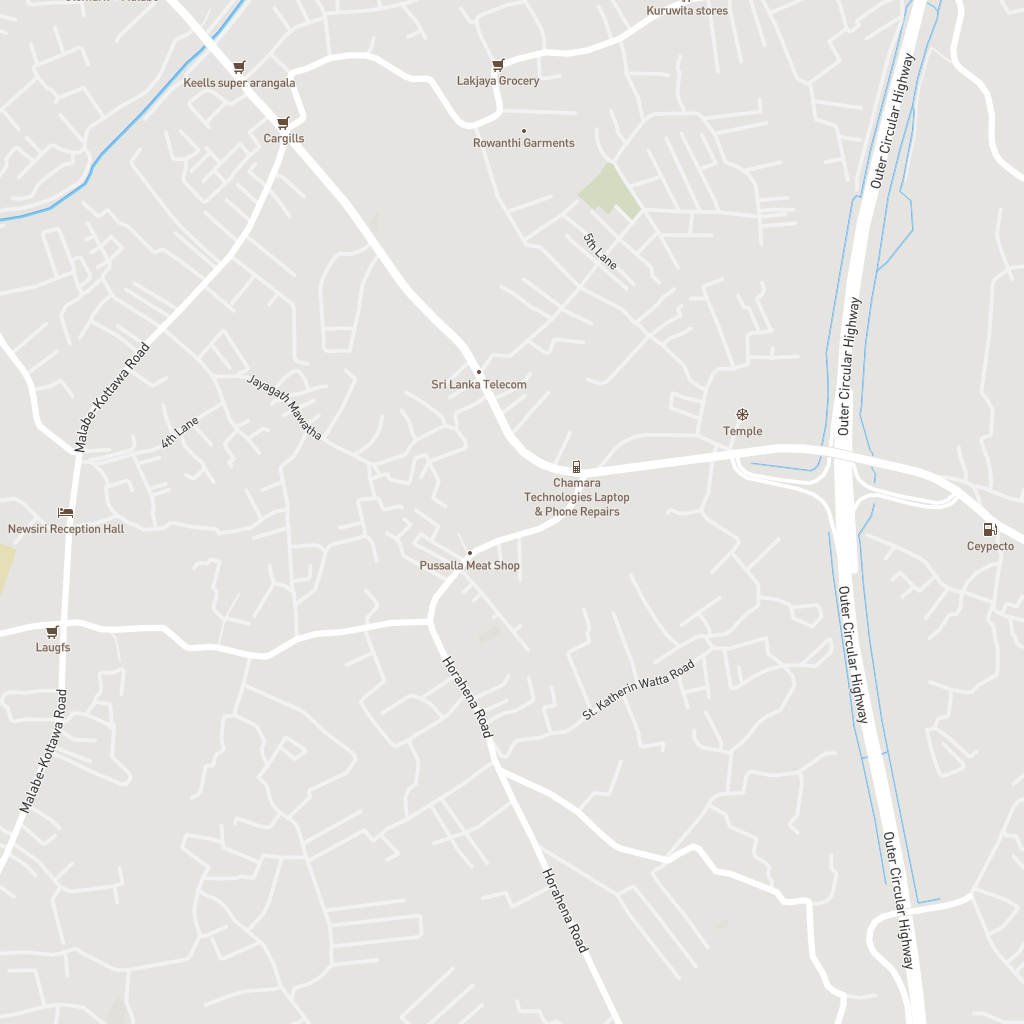 Kuruwita stores
Keells super arangala
Lakjaya Grocery
Cargills
Rowanthi Garments
Outer Circular Highway
5th Lane
Outer Circular Highway
Malabe-Kottawa Road
Jayagath Mawatha
Sri Lanka Telecom
4th Lane
Temple
Chamara
Technologies Laptop
& Phone Repairs
Newsiri Reception Hall
Ceypecto
Pussalla Meat Shop
Outer Circular Highway
Laugfs
Horahena Road
St. Katherin Watta Road
Malabe-Kottawa Road
Outer Circular Highway
Horahena Road